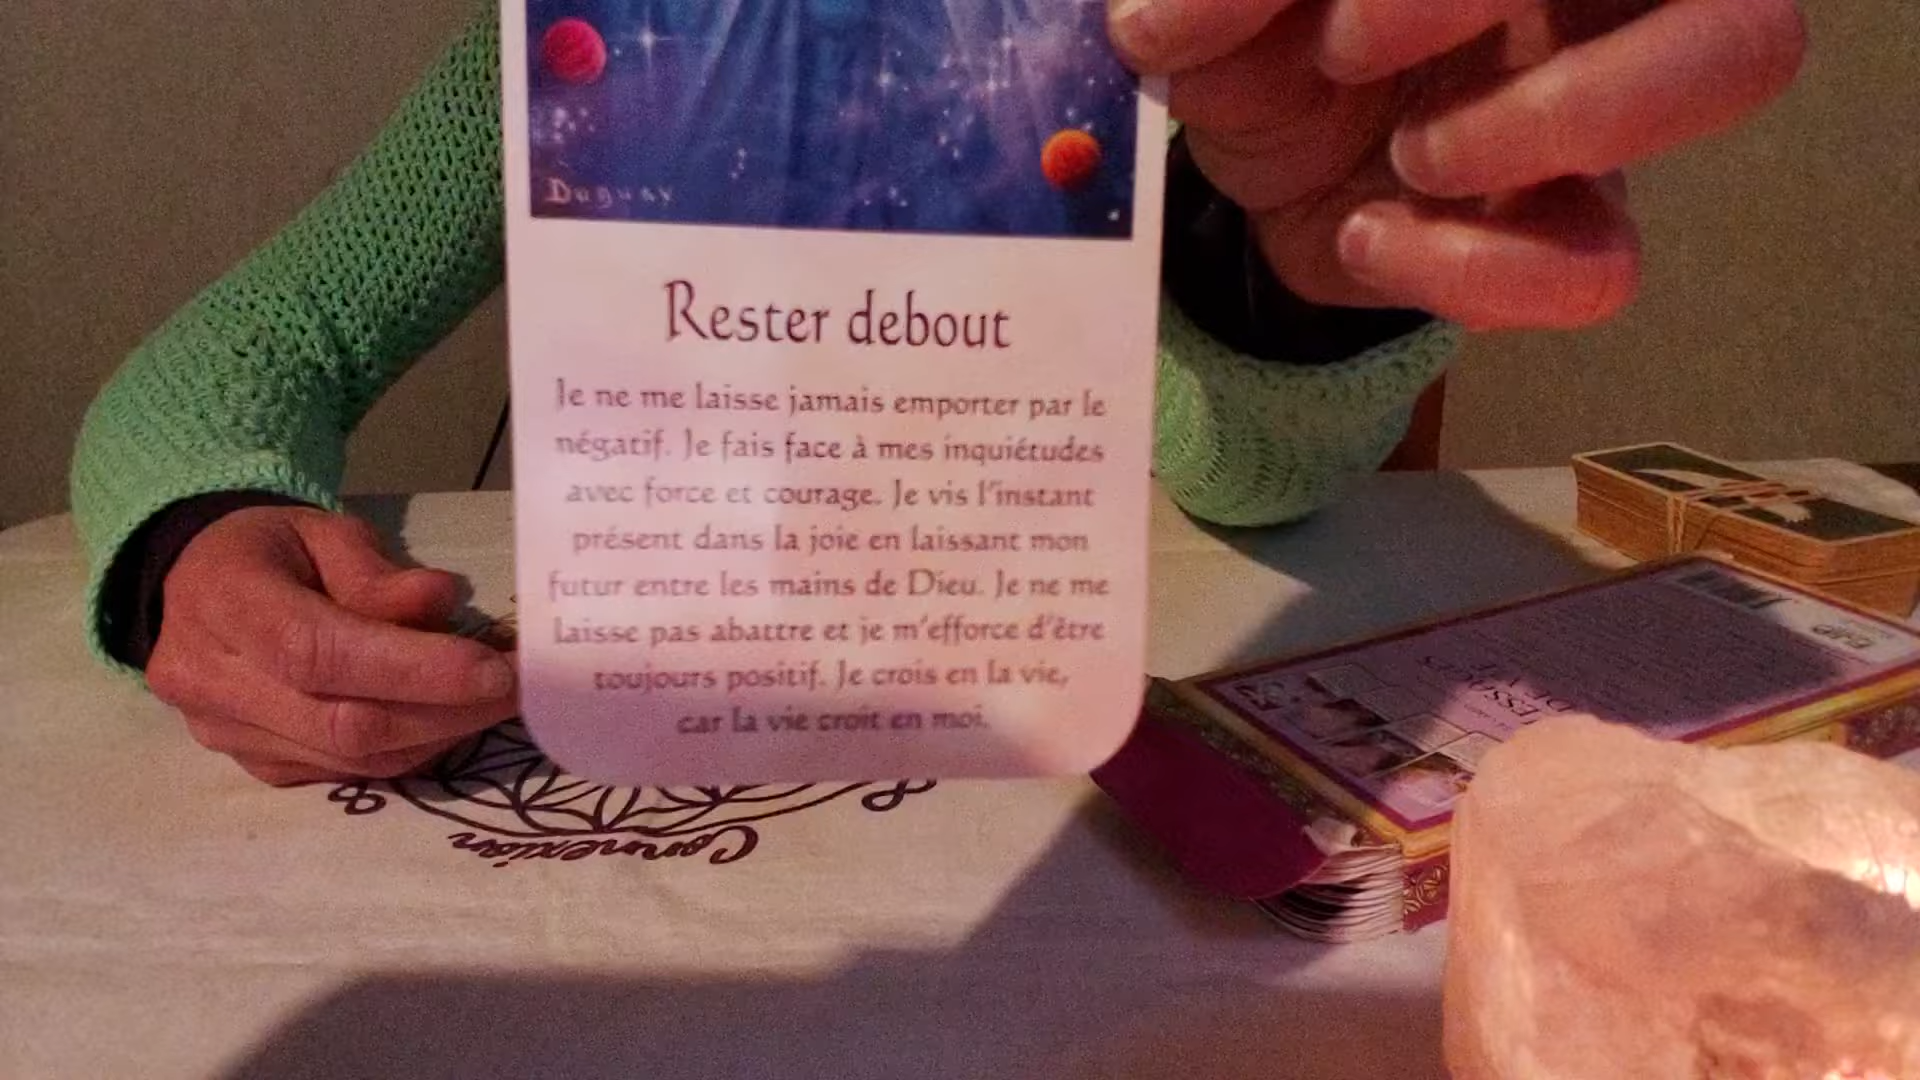 Duguay
Rester debout
Je ne me laisse jamais emporter par le
négatif. Je fais face à mes inquiétudes
avec force et courage. Je vis l'instant
présent dans la joie en laissant mon
futur entre les mains de Dieu. Je ne me
laisse pas abattre et je m'efforce d'être
toujours positif. Je crois en la vie,
car la vie croit en moi.
Connexion